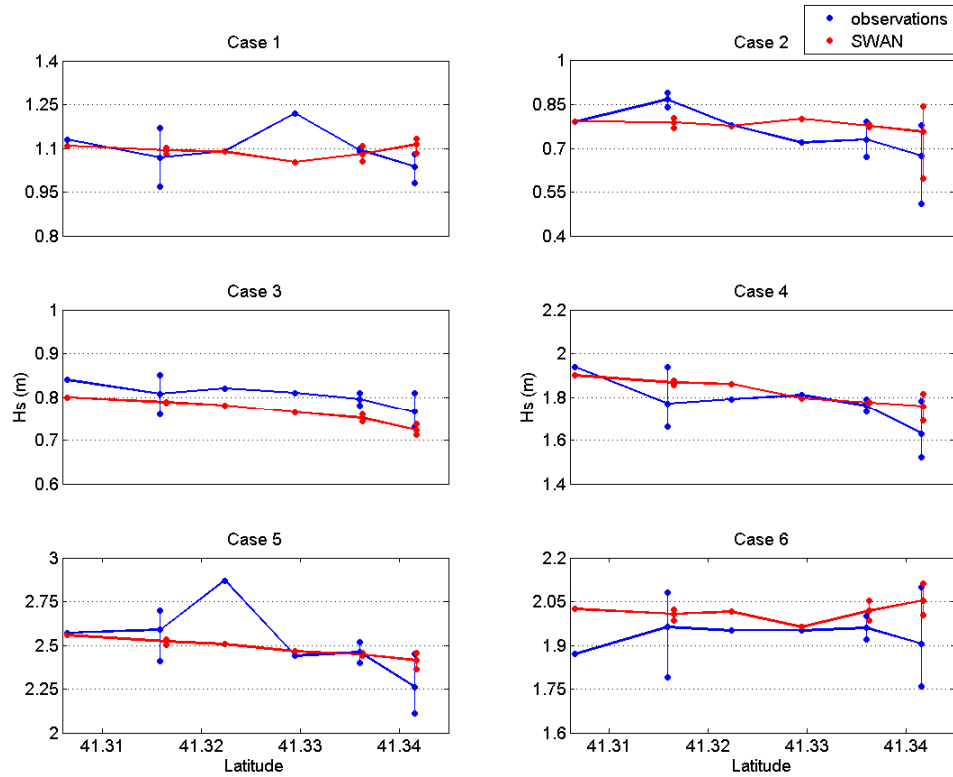 observations
SWAN
Case 1
1.4
1.25
1.1
0.95
0.8
Case 2
1
0.85
0.7
0.55
0.4
Case 3
1
0.9
0.8
0.7
0.6
Hs (m)
Case 4
2.2
2
1.8
1.6
1.4
Hs (m)
Case 5
3
2.75
2.5
2.25
2
41.31 41.32 41.33 41.34
Latitude
Case 6
2.2
2.05
1.9
1.75
1.6
41.31 41.32 41.33 41.34
Latitude